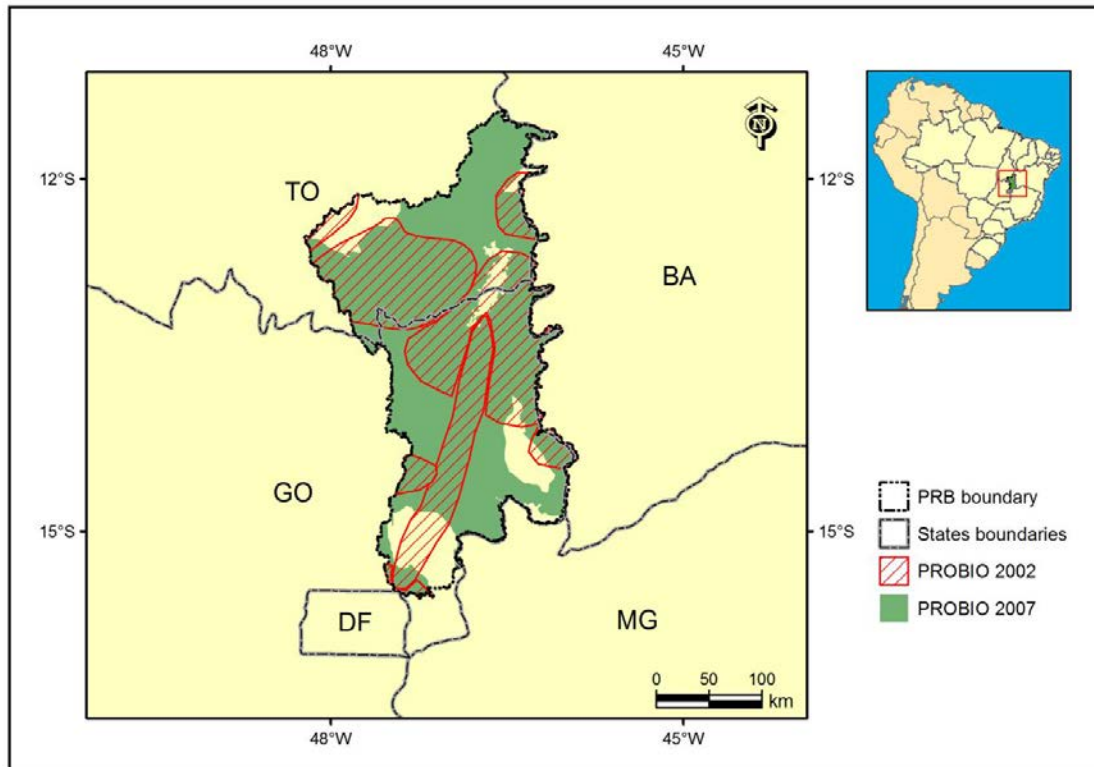 48°W 45°W
N
12°S 12°S
TO
BA
GO
15°S 15°S
DF
MG
0 50 100
km
48°W 45°W
PRB boundary
States boundaries
PROBIO 2002
PROBIO 2007